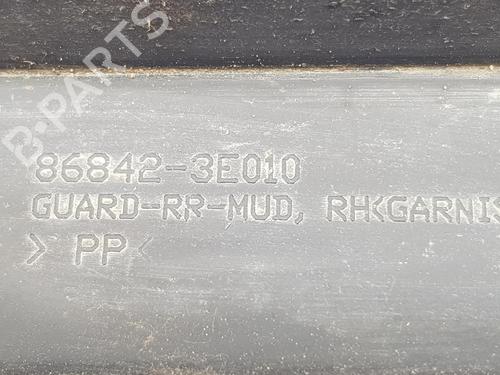 B-PARTS
86842-3E010
GUARD-RR-MUD, RH<GARNI<
> PP <